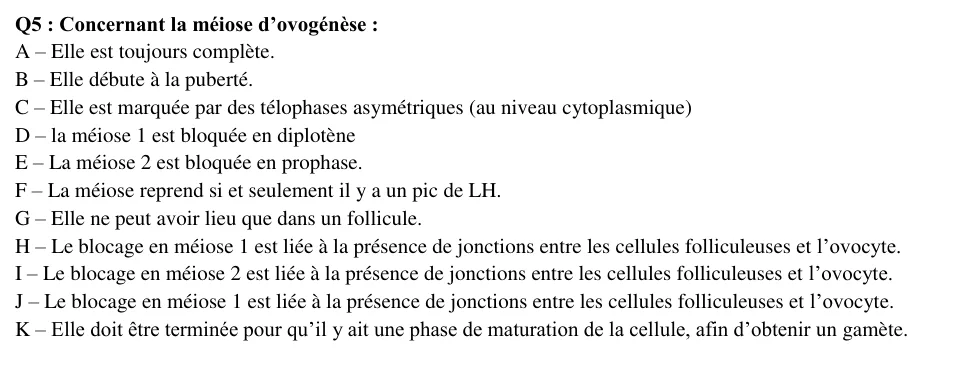 Q5 : Concernant la méiose d’ovogénèse :
A – Elle est toujours complète.
B – Elle débute à la puberté.
C – Elle est marquée par des télophases asymétriques (au niveau cytoplasmique)
D – la méiose 1 est bloquée en diplotène
E – La méiose 2 est bloquée en prophase.
F – La méiose reprend si et seulement il y a un pic de LH.
G – Elle ne peut avoir lieu que dans un follicule.
H – Le blocage en méiose 1 est liée à la présence de jonctions entre les cellules folliculeuses et l’ovocyte.
I – Le blocage en méiose 2 est liée à la présence de jonctions entre les cellules folliculeuses et l’ovocyte.
J – Le blocage en méiose 1 est liée à la présence de jonctions entre les cellules folliculeuses et l’ovocyte.
K – Elle doit être terminée pour qu’il y ait une phase de maturation de la cellule, afin d’obtenir un gamète.